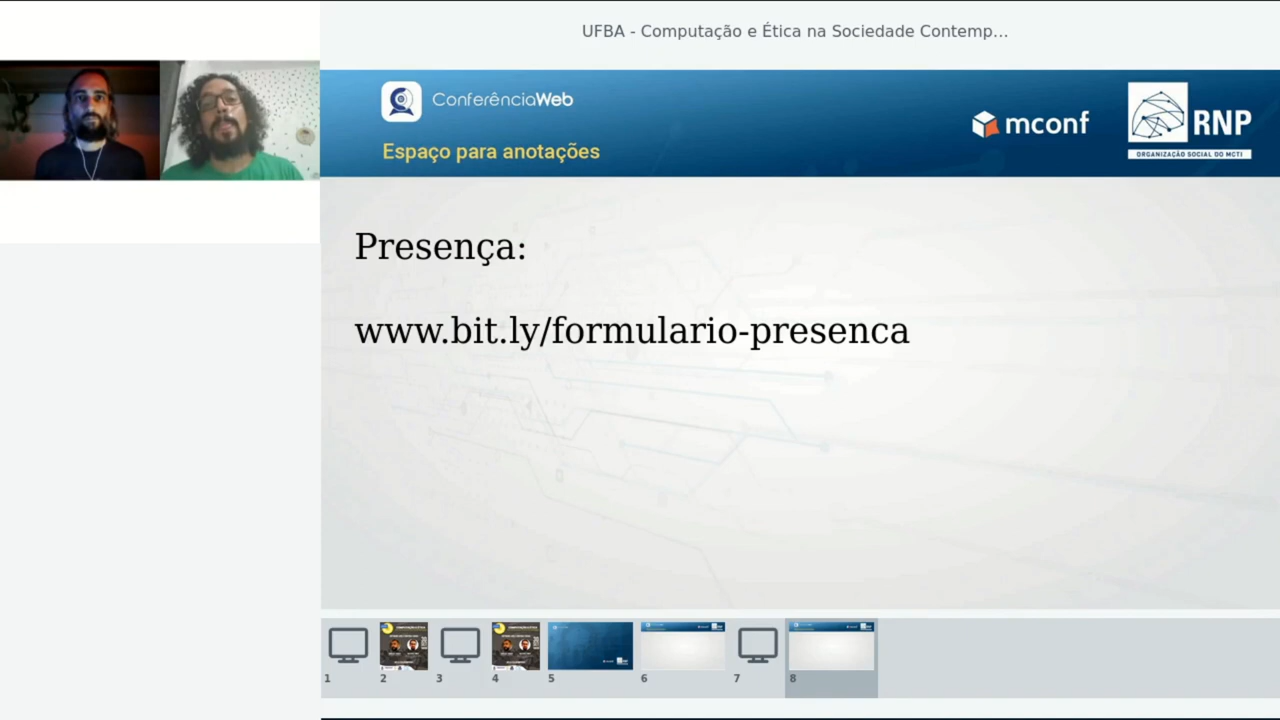 UFBA - Computação e Ética na Sociedade Contemp...
ConferênciaWeb
mconf
RNP
ORGANIZAÇÃO SOCIAL DO MCTI
Espaço para anotações
Presença:
www.bit.ly/formulario-presenca
1
2
3
4
5
6
7
8